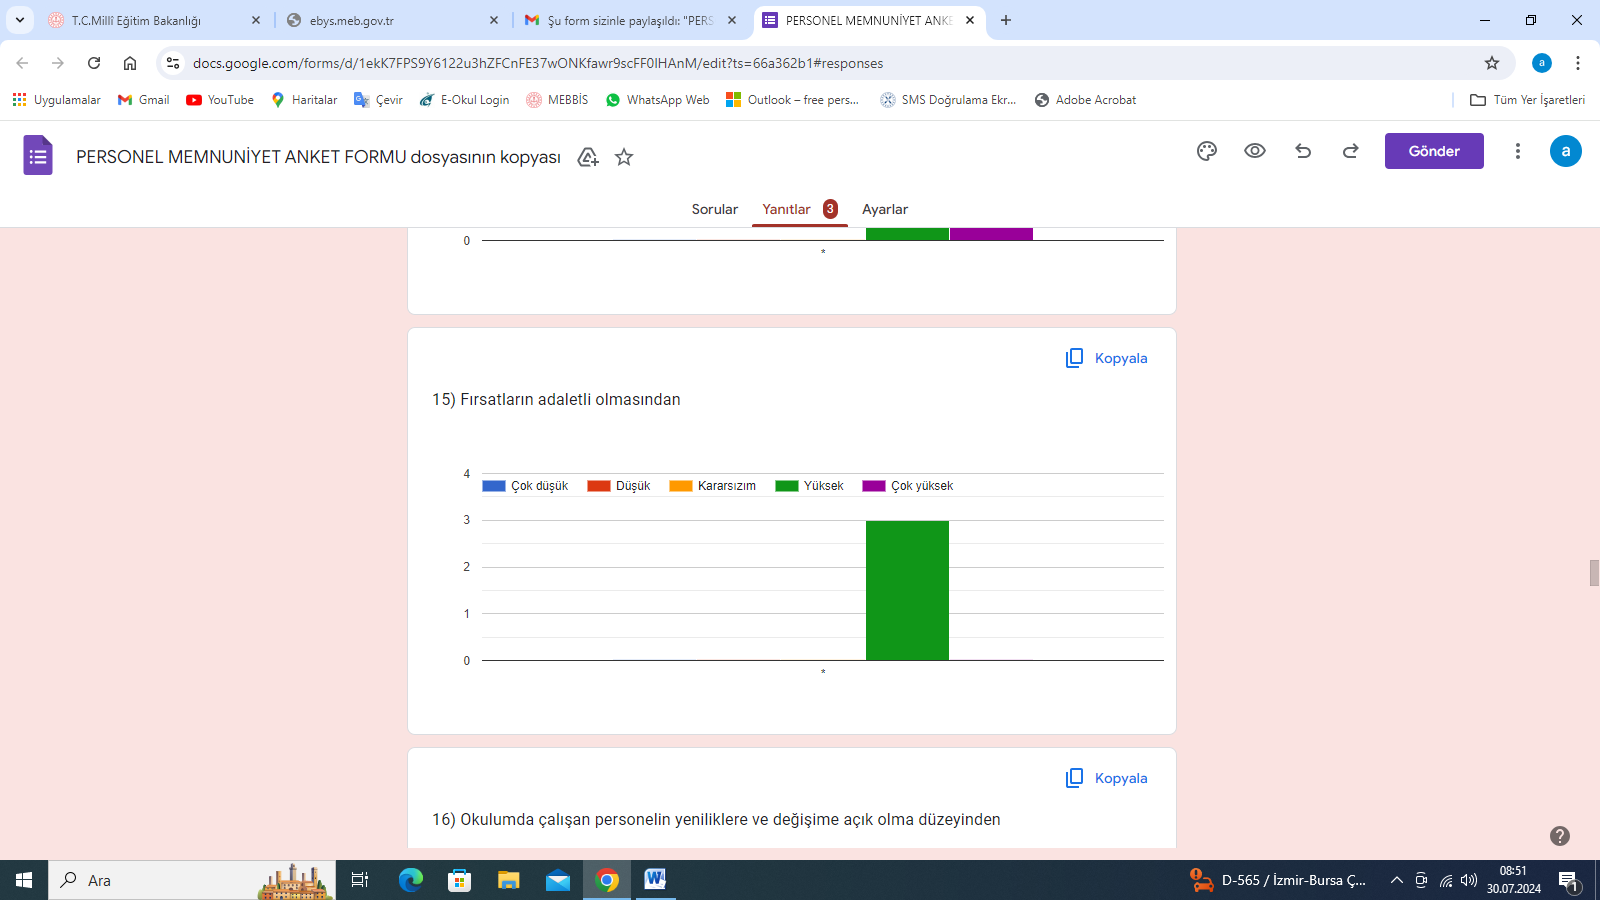 T.C.Millî Eğitim Bakanlığı
ebys.meb.gov.tr
Şu form sizinle paylaşıldı: "PERS
PERSONEL MEMNUNİYET ANKE
docs.google.com/forms/d/1ekK7FPS9Y6122u3hZFCnFE37wONKfawr9scFF0IHAnM/edit?ts=66a362b1#responses
a
Uygulamalar
Gmail
YouTube
Haritalar
Çevir
E-Okul Login
MEBBİS
WhatsApp Web
Outlook – free pers...
SMS Doğrulama Ekr...
Adobe Acrobat
Tüm Yer İşaretleri
PERSONEL MEMNUNİYET ANKET FORMU dosyasının kopyası
Gönder
a
Sorular
Yanıtlar 3
Ayarlar
0
*
Kopyala
15) Fırsatların adaletli olmasından
4
Çok düşük Düşük Kararsızım Yüksek Çok yüksek
3
2
1
0
*
Kopyala
16) Okulumda çalışan personelin yeniliklere ve değişime açık olma düzeyinden
Ara
D-565 / İzmir-Bursa Ç...
08:51
30.07.2024
1